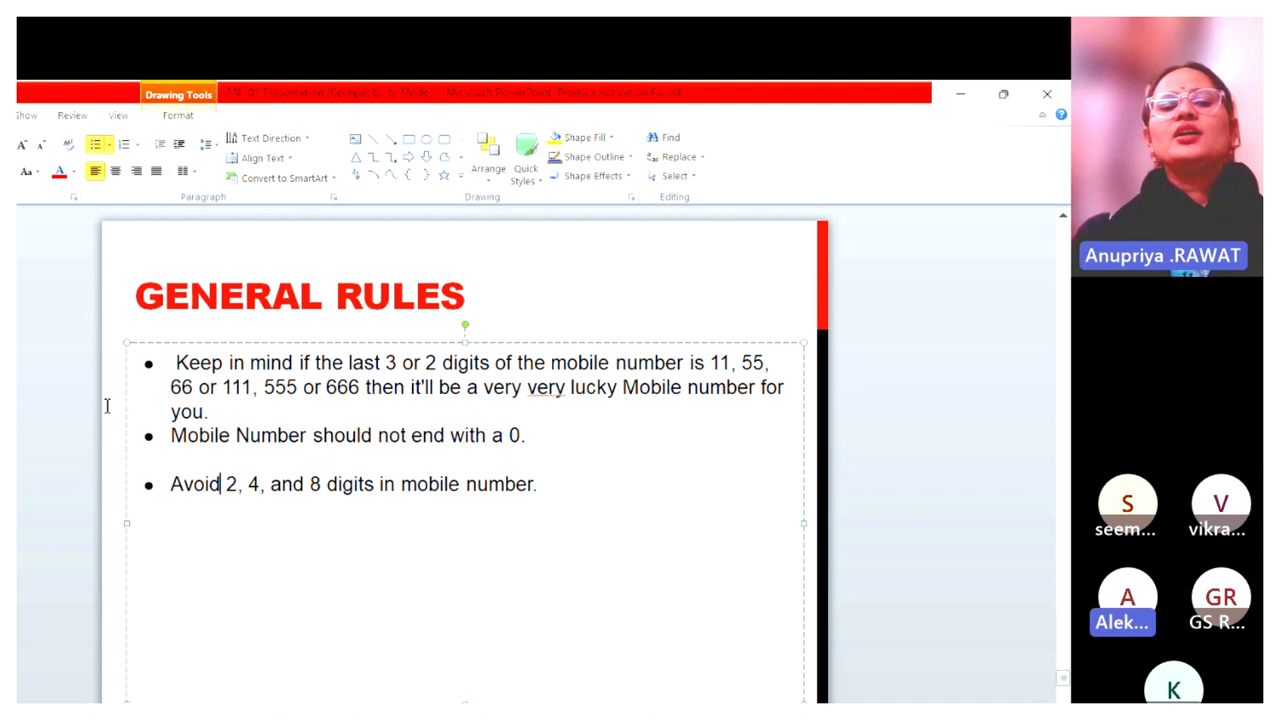 Drawing Tools
Show Review View Format
Text Direction
Align Text
Convert to SmartArt
Paragraph
Arrange
Quick
Styles
Shape Fill
Shape Outline
Shape Effects
Drawing
Find
Replace
Select
Editing
Aa
A
GENERAL RULES
Keep in mind if the last 3 or 2 digits of the mobile number is 11, 55,
66 or 111, 555 or 666 then it'll be a very very lucky Mobile number for
you.
Mobile Number should not end with a 0.
Avoid 2, 4, and 8 digits in mobile number.
Anupriya .RAWAT
S
seem...
V
vikra...
A
Alek...
GR
GS R...
K